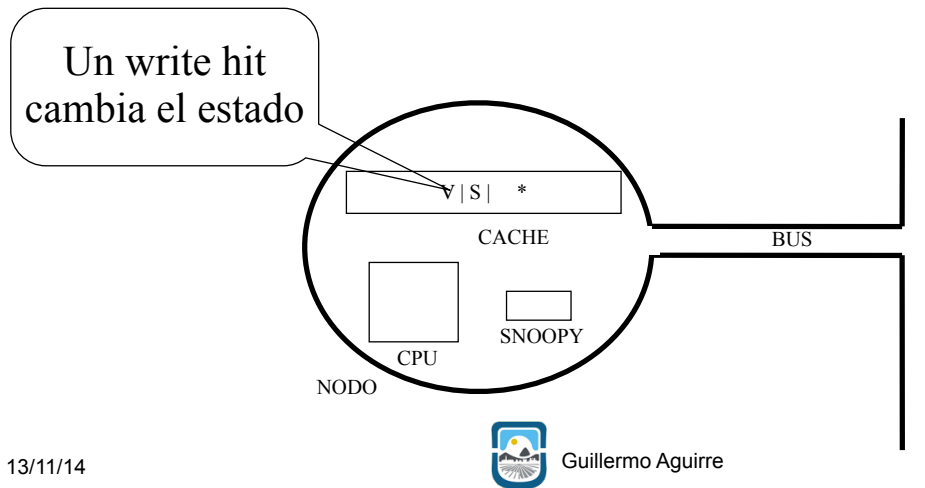 Un write hit
cambia el estado
V | S | *
CACHE
BUS
SNOOPY
CPU
NODO
13/11/14
Guillermo Aguirre